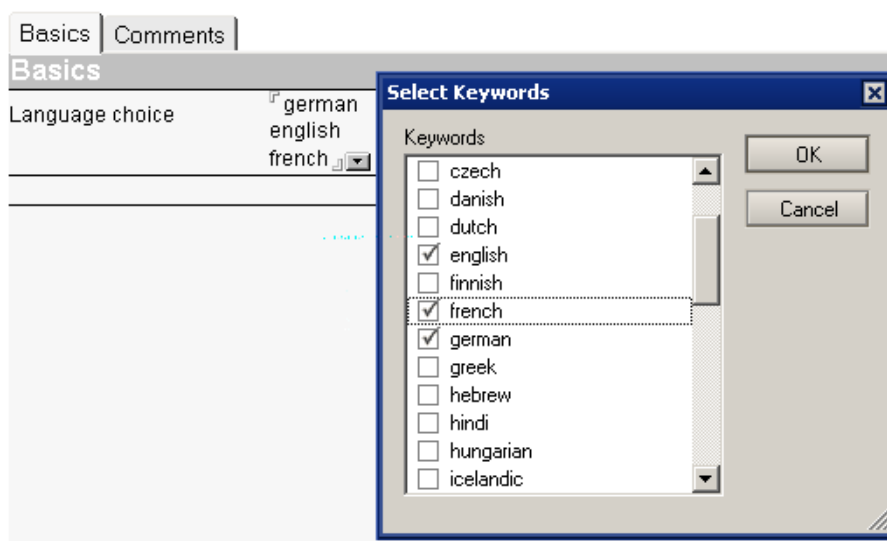 Basics Comments
Basics
Language choice
german
english
french
Select Keywords
Keywords
czech
danish
dutch
english
finnish
french
german
greek
hebrew
hindi
hungarian
icelandic
OK
Cancel